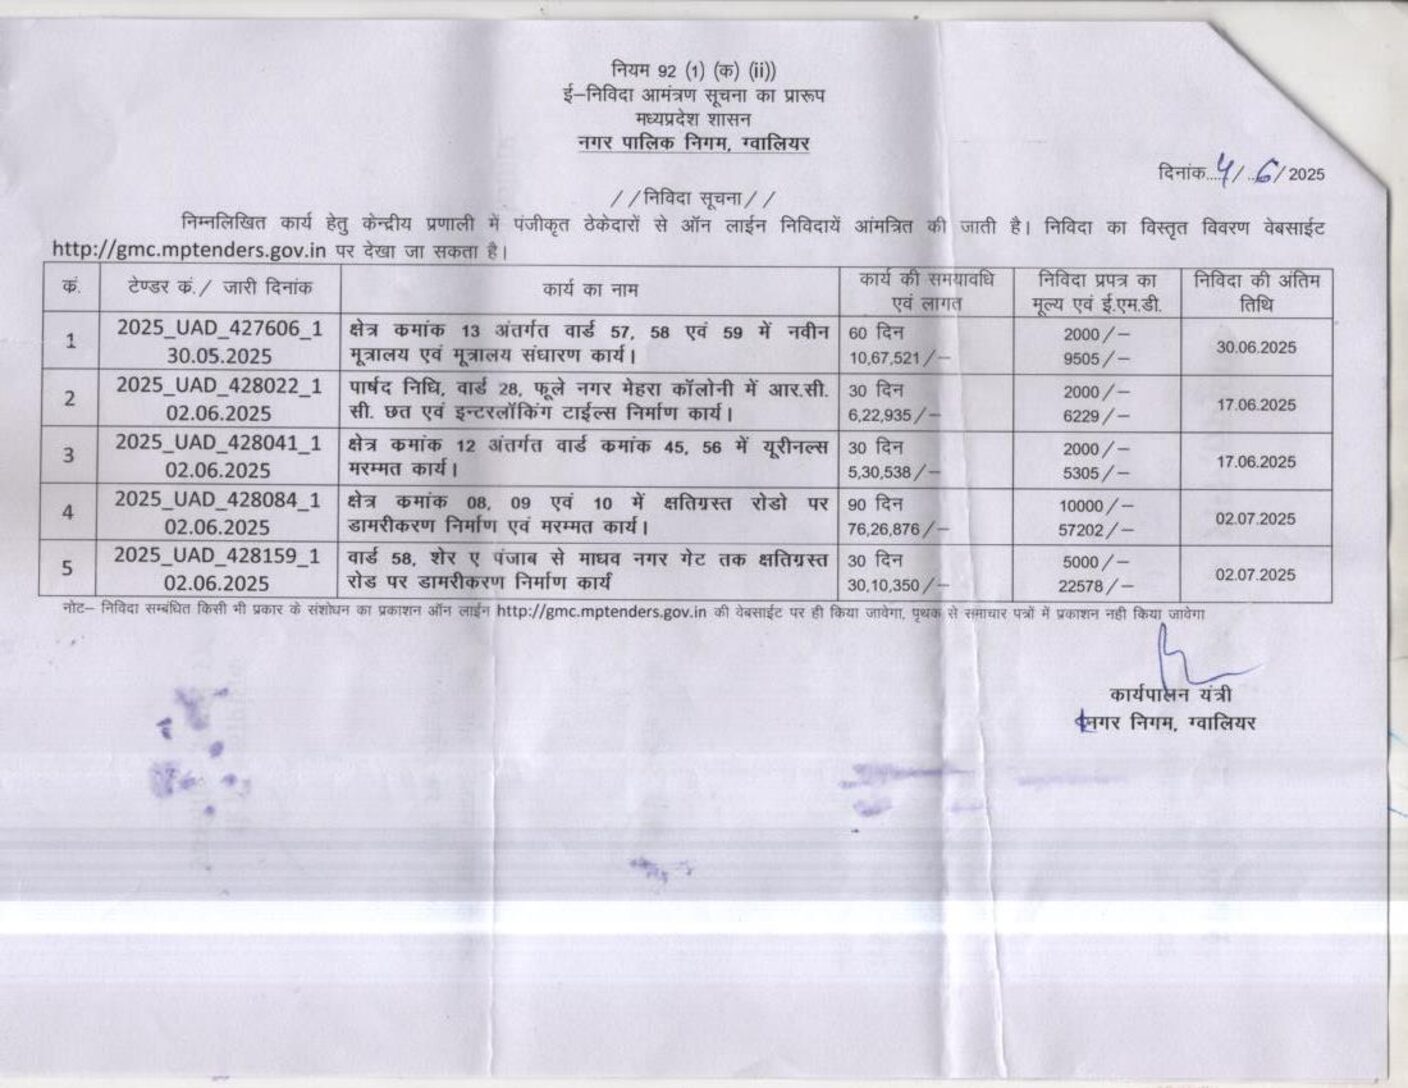 नियम 92 (1) (क) (ii))
ई–निविदा आमंत्रण सूचना का प्रारूप
मध्यप्रदेश शासन
नगर पालिक निगम, ग्वालियर
दिनांक...4/..6/2025
//निविदा सूचना//
निम्नलिखित कार्य हेतु केन्द्रीय प्रणाली में पंजीकृत ठेकेदारों से ऑन लाईन निविदायें आंमत्रित की जाती है। निविदा का विस्तृत विवरण वेबसाईट
http://gmc.mptenders.gov.in पर देखा जा सकता है।
कं. टेण्डर कं./ जारी दिनांक कार्य का नाम कार्य की समयावधि एवं लागत निविदा प्रपत्र का मूल्य एवं ई.एम.डी. निविदा की अंतिम तिथि
1 2025_UAD_427606_1 क्षेत्र कमांक 13 अंतर्गत वार्ड 57, 58 एवं 59 में नवीन 60 दिन 2000/– 30.06.2025
30.05.2025 मूत्रालय एवं मूत्रालय संधारण कार्य। 10,67,521/– 9505/–
2 2025_UAD_428022_1 पार्षद निधि, वार्ड 28, फूले नगर मेहरा कॉलोनी में आर.सी. 30 दिन 2000/– 17.06.2025
02.06.2025 सी. छत एवं इन्टरलॉकिंग टाईल्स निर्माण कार्य। 6,22,935/– 6229/–
3 2025_UAD_428041_1 क्षेत्र कमांक 12 अंतर्गत वार्ड कमांक 45, 56 में यूरीनल्स 30 दिन 2000/– 17.06.2025
02.06.2025 मरम्मत कार्य। 5,30,538/– 5305/–
4 2025_UAD_428084_1 क्षेत्र कमांक 08, 09 एवं 10 में क्षतिग्रस्त रोडो पर 90 दिन 10000/– 02.07.2025
02.06.2025 डामरीकरण निर्माण एवं मरम्मत कार्य। 76,26,876/– 57202/–
5 2025_UAD_428159_1 वार्ड 58, शेर ए पंजाब से माधव नगर गेट तक क्षतिग्रस्त 30 दिन 5000/– 02.07.2025
02.06.2025 रोड पर डामरीकरण निर्माण कार्य 30,10,350/– 22578/–
नोट– निविदा सम्बंधित किसी भी प्रकार के संशोधन का प्रकाशन ऑन लाईन http://gmc.mptenders.gov.in की वेबसाईट पर ही किया जावेगा, पृथक से समाचार पत्रों में प्रकाशन नही किया जावेगा
कार्यपालन यंत्री
नगर निगम, ग्वालियर